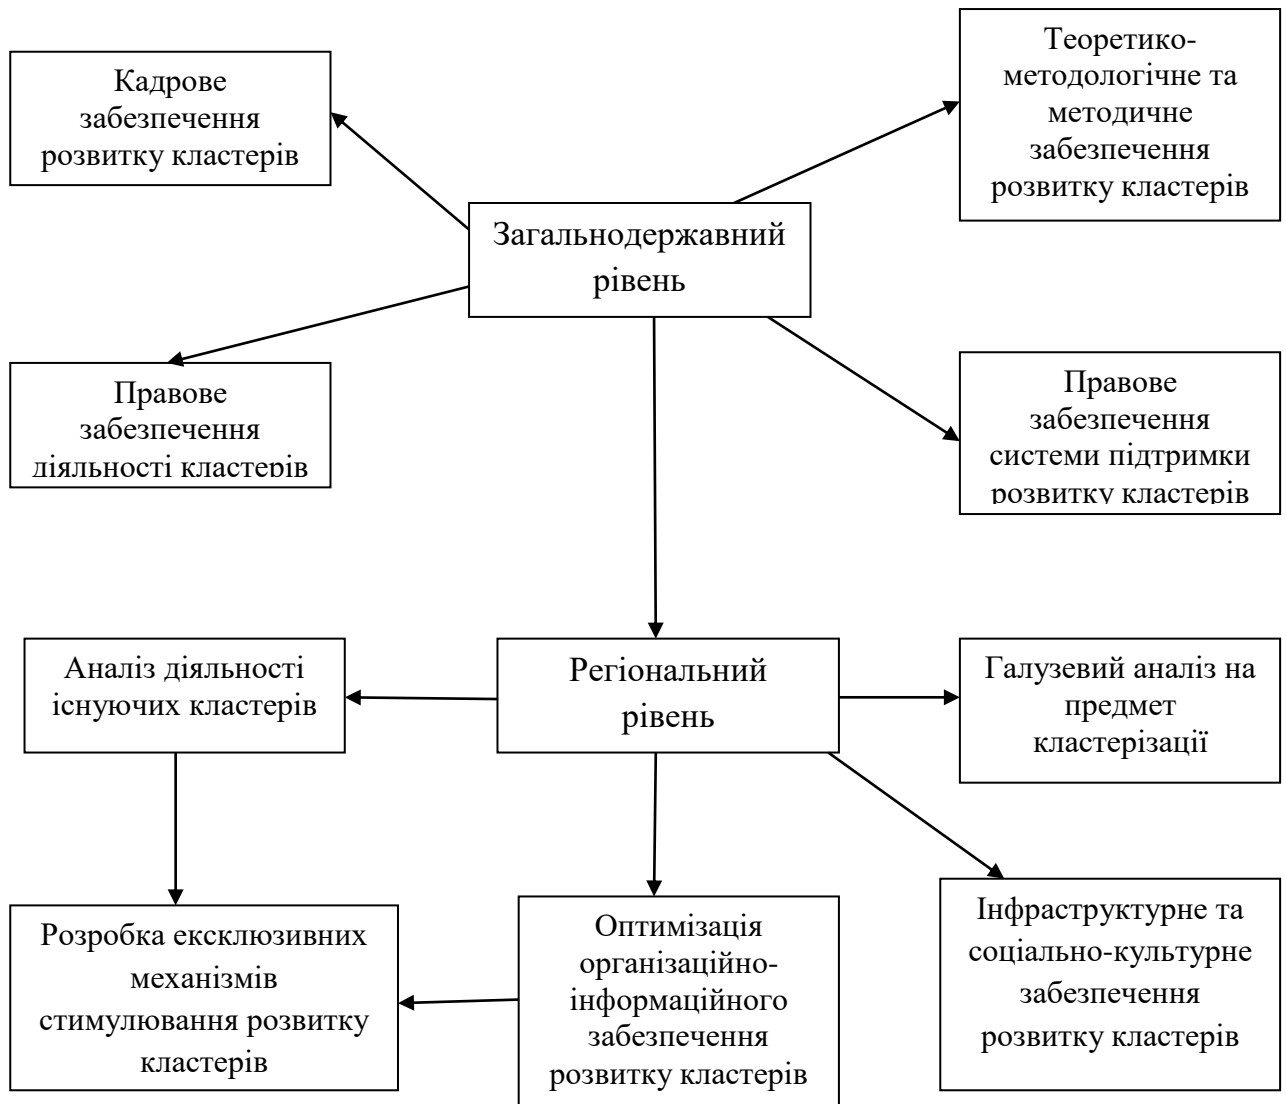 Кадрове
забезпечення
розвитку кластерів
Теоретико-
методологічне та
методичне
забезпечення
розвитку кластерів
Загальнодержавний
рівень
Правове
забезпечення
діяльності кластерів
Правове
забезпечення
системи підтримки
розвитку кластерів
Аналіз діяльності
існуючих кластерів
Регіональний
рівень
Галузевий аналіз на
предмет
кластерізації
Розробка ексклюзивних
механізмів
стимулювання розвитку
кластерів
Оптимізація
організаційно-
інформаційного
забезпечення
розвитку кластерів
Інфраструктурне та
соціально-культурне
забезпечення
розвитку кластерів